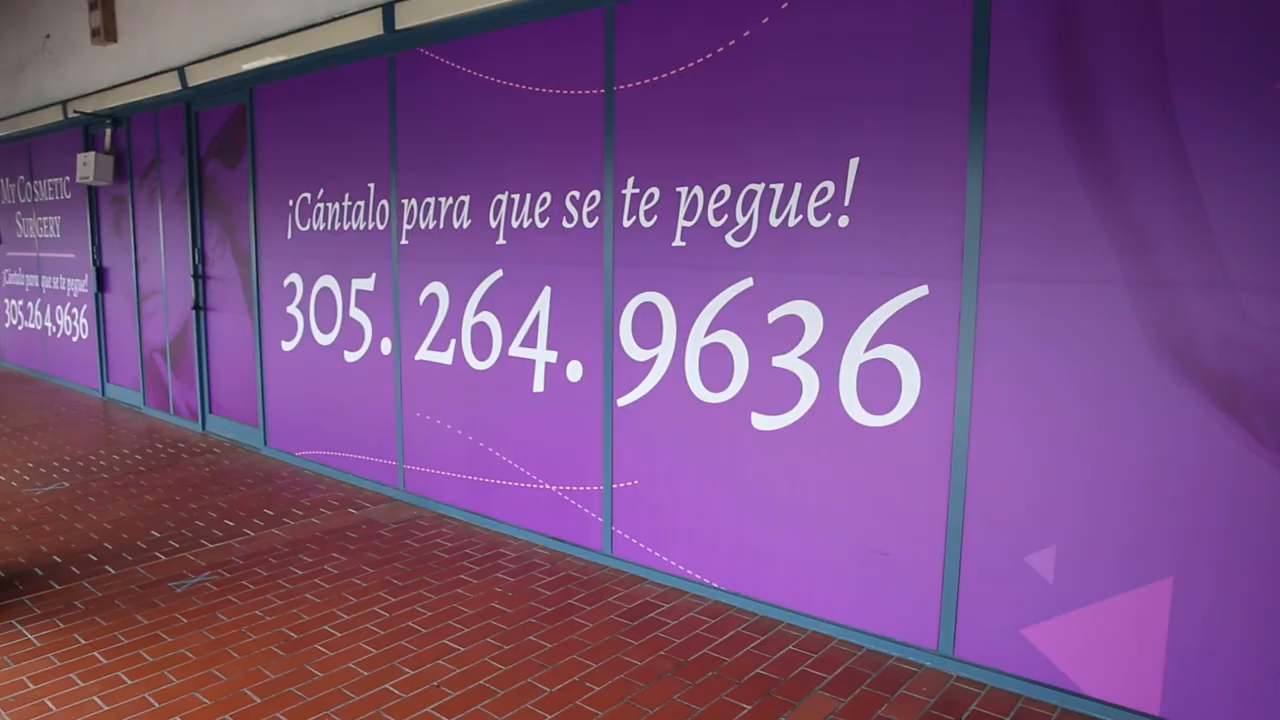 My Cosmetic
Surgery
¡Cántalo para que se te pegue!
305.264.9636
¡Cántalo para que se te pegue!
305.264.9636